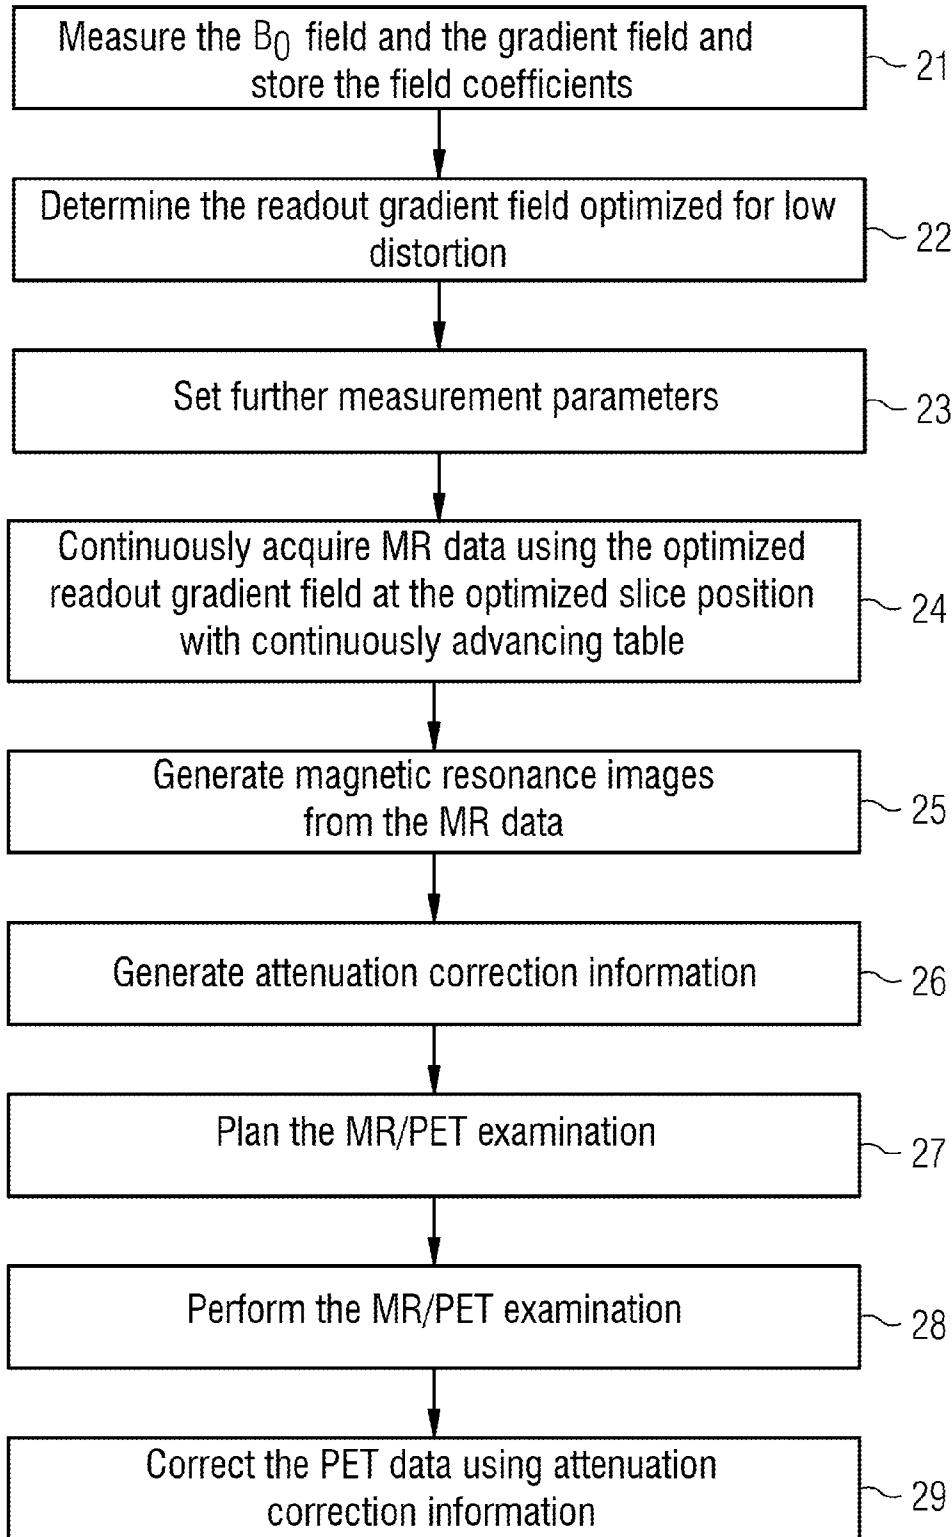 Measure the B0 field and the gradient field and
store the field coefficients
21
Determine the readout gradient field optimized for low
distortion
22
Set further measurement parameters
23
Continuously acquire MR data using the optimized
readout gradient field at the optimized slice position
with continuously advancing table
24
Generate magnetic resonance images
from the MR data
25
Generate attenuation correction information
26
Plan the MR/PET examination
27
Perform the MR/PET examination
28
Correct the PET data using attenuation
correction information
29